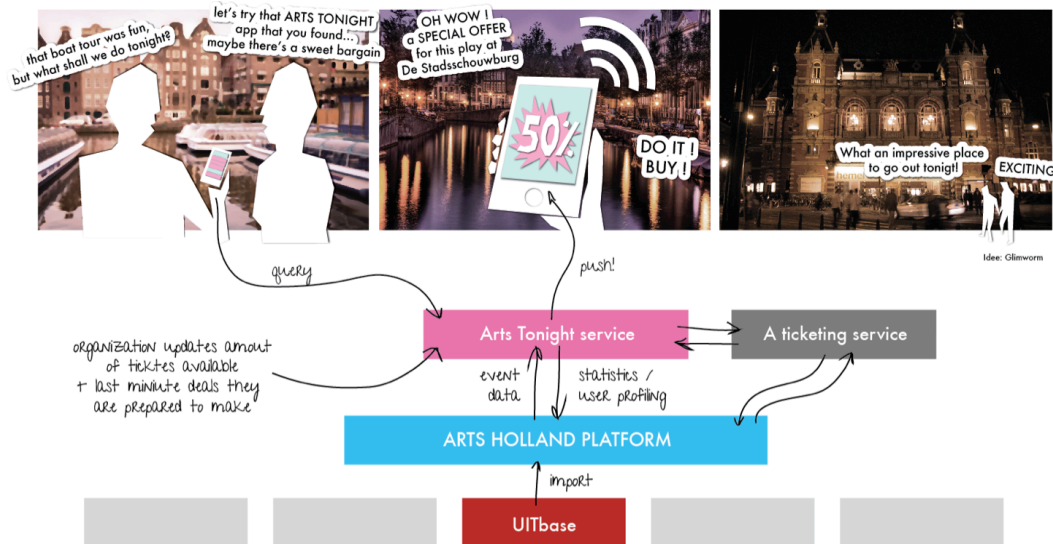 that boat tour was fun,
but what shall we do tonight?
let's try that ARTS TONIGHT
app that you found...
maybe there's a sweet bargain
OH WOW !
a SPECIAL OFFER
for this play at
De Stadsschouwburg
50%
DO IT !
BUY !
What an impressive place
to go out tonigt!
EXCITING
Idee: Glimworm
query
push!
Arts Tonight service
A ticketing service
organization updates amout
of ticktes available
+ last miniute deals they
are prepared to make
event
data
statistics /
user profiling
ARTS HOLLAND PLATFORM
import
UITbase